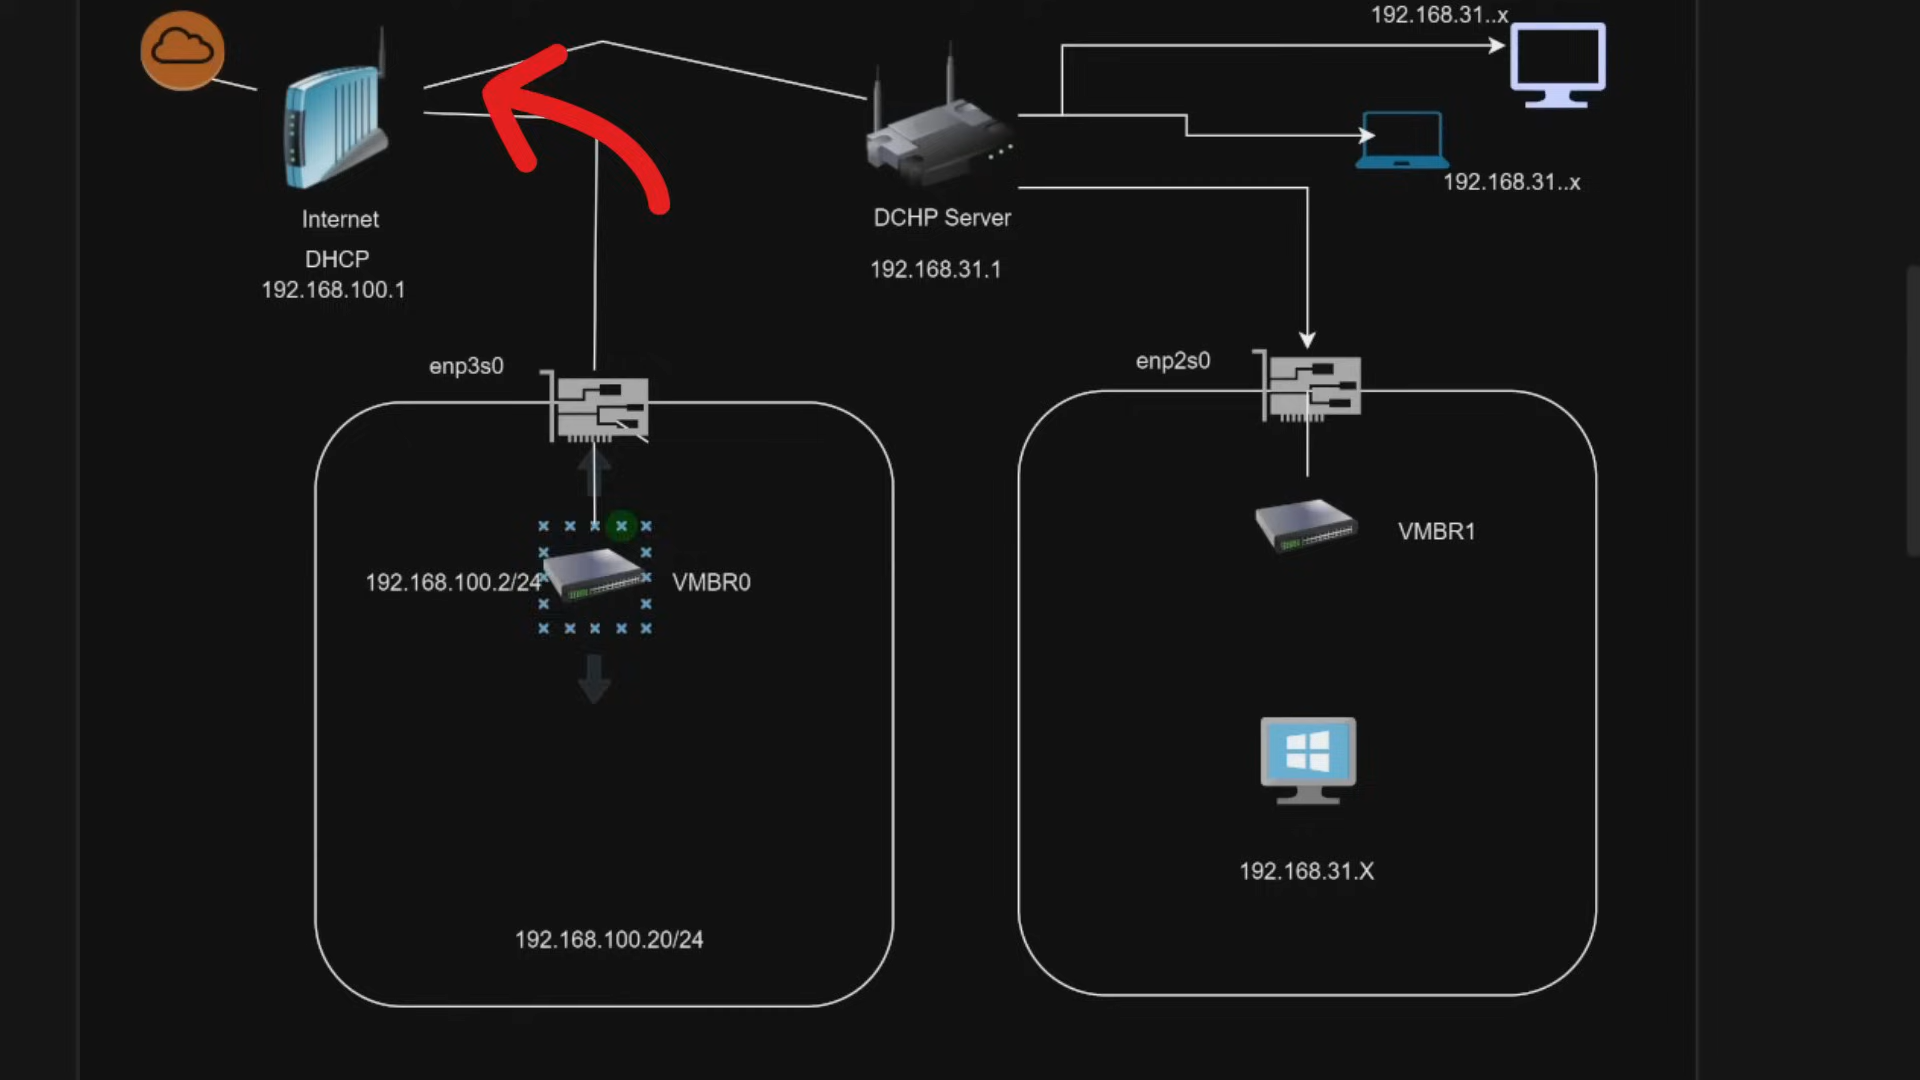 192.168.31..x
192.168.31..x
Internet
DHCP
192.168.100.1
DCHP Server
192.168.31.1
enp3s0
enp2s0
192.168.100.2/24
VMBR0
VMBR1
192.168.31.X
192.168.100.20/24